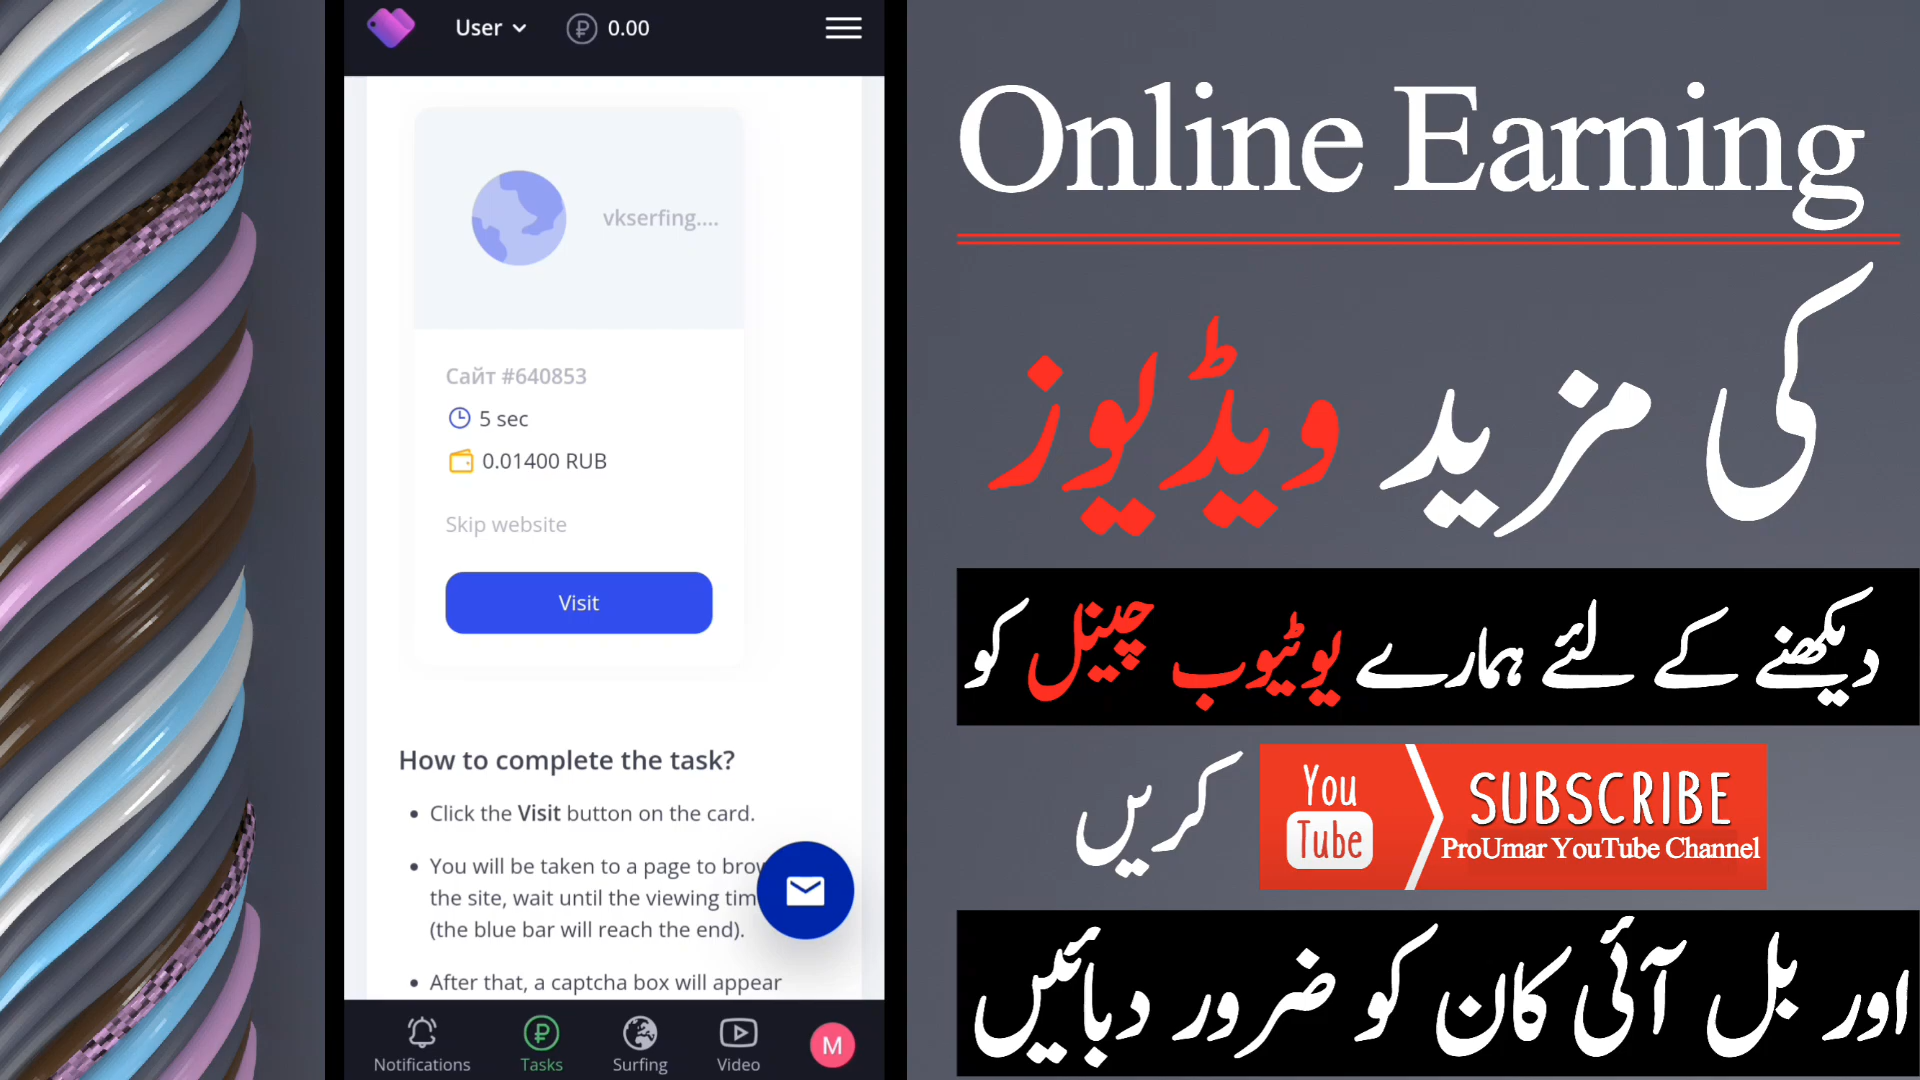 User
0.00
vkserfing....
Сайт #640853
5 sec
0.01400 RUB
Skip website
Visit
How to complete the task?
• Click the Visit button on the card.
• You will be taken to a page to
the site, wait until the viewing
(the blue bar will reach the end).
• After that, a captcha box will appear
Notifications
Tasks
Surfing
Video
M
Online Earning
کی مزید ویڈیوز
دیکھنے کے لئے ہمارے یوٹیوب چینل کو
You
Tube
SUBSCRIBE
ProUmar YouTube Channel
کریں
اور بل آئی کان کو ضرور دبائیں